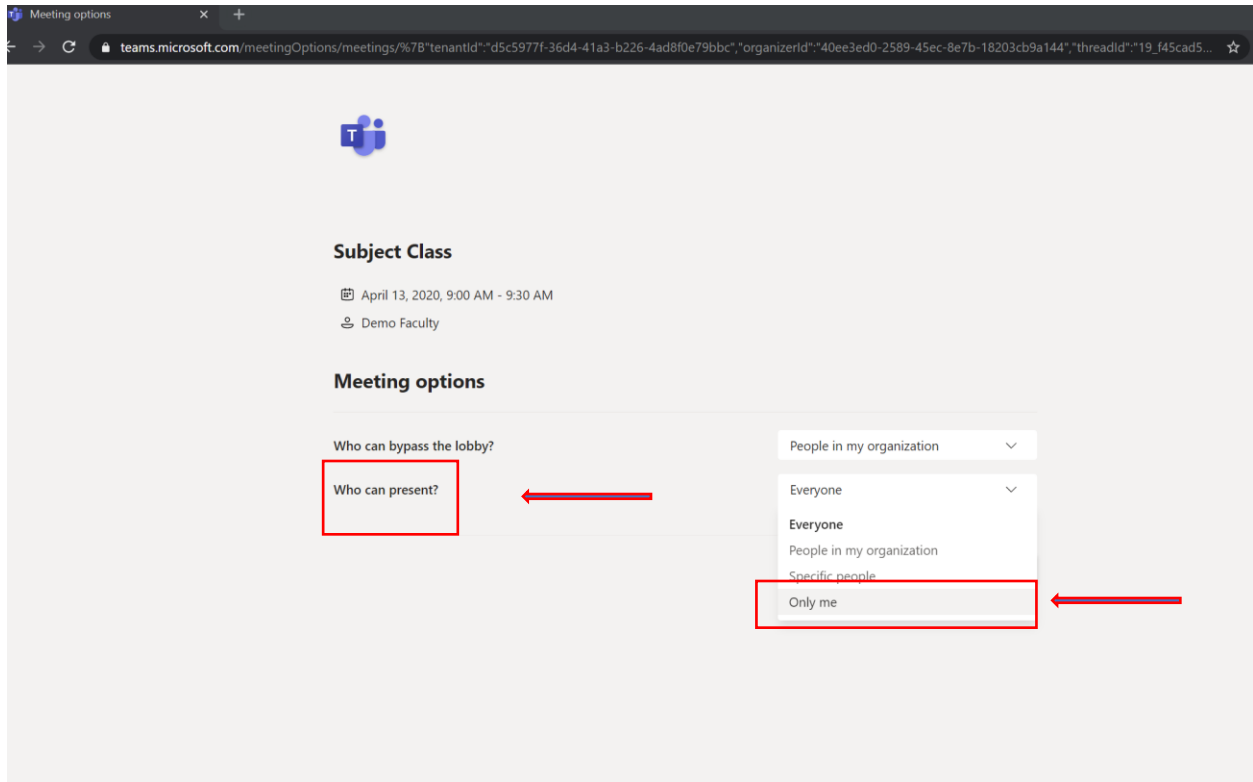 Meeting options
teams.microsoft.com/meetingOptions/meetings/%7B"tenantId":"d5c5977f-36d4-41a3-b226-4ad8f0e79bbc","organizerId":"40ee3ed0-2589-45ec-8e7b-18203cb9a144","threadId":"19_f45cad5...
T
Subject Class
April 13, 2020, 9:00 AM - 9:30 AM
Demo Faculty
Meeting options
Who can bypass the lobby? People in my organization
Who can present? Everyone
Everyone
People in my organization
Specific people
Only me